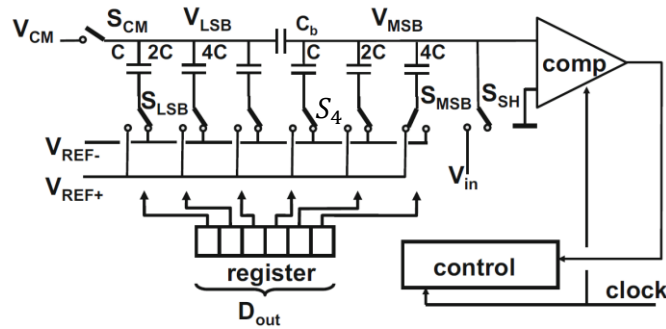 S_CM V_LSB C_b V_MSB
V_CM
C 2C 4C C 2C 4C
comp
S_LSB S_4 S_MSB S_SH
V_REF-
V_REF+
V_in
register
control
clock
D_out